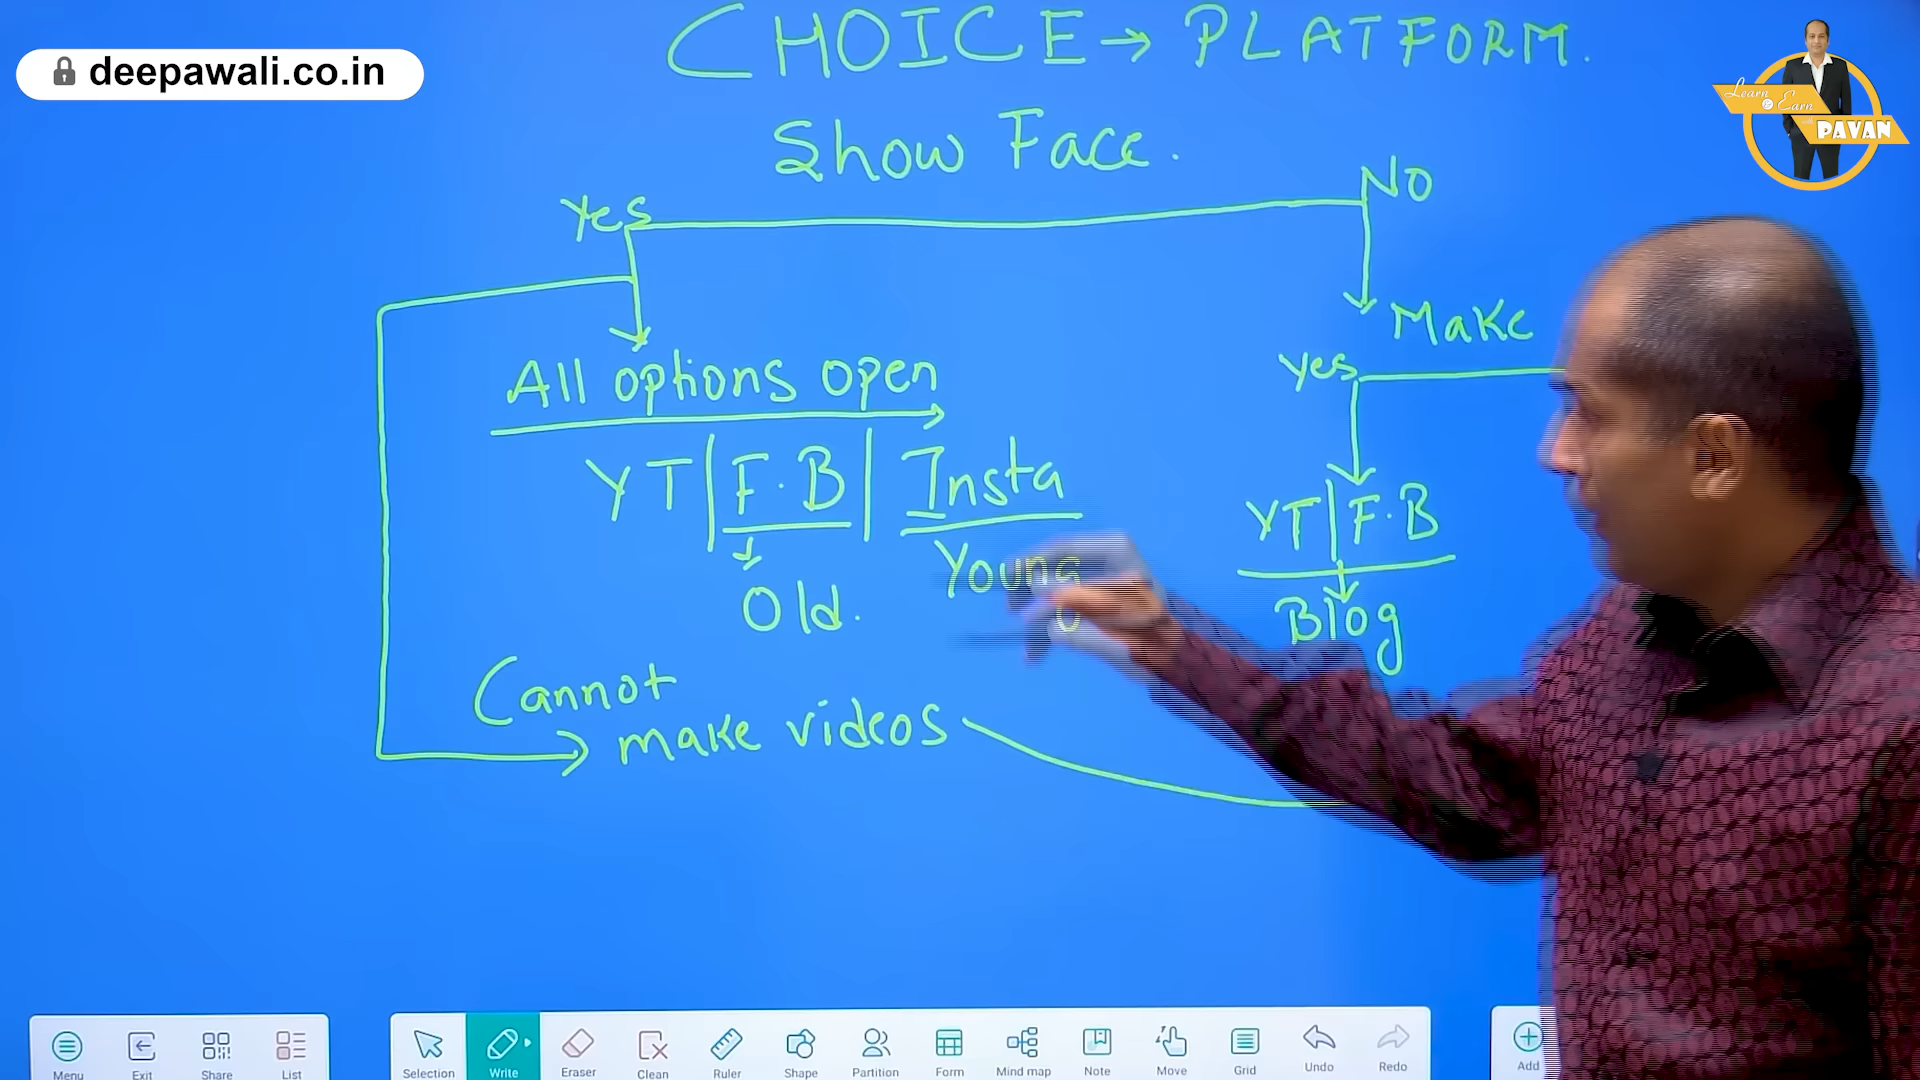 deepawali.co.in
CHOICE → PLATFORM.
Learn & Earn
with
PAVAN
Show Face.
Yes
NO
Make
All options open
Yes
YT | F.B | Insta
YT | F.B
Old.
Young
Blog
Cannot
make videos
Menu
Exit
Share
List
Selection
Write
Eraser
Clean
Ruler
Shape
Partition
Form
Mind map
Note
Move
Grid
Undo
Redo
Add